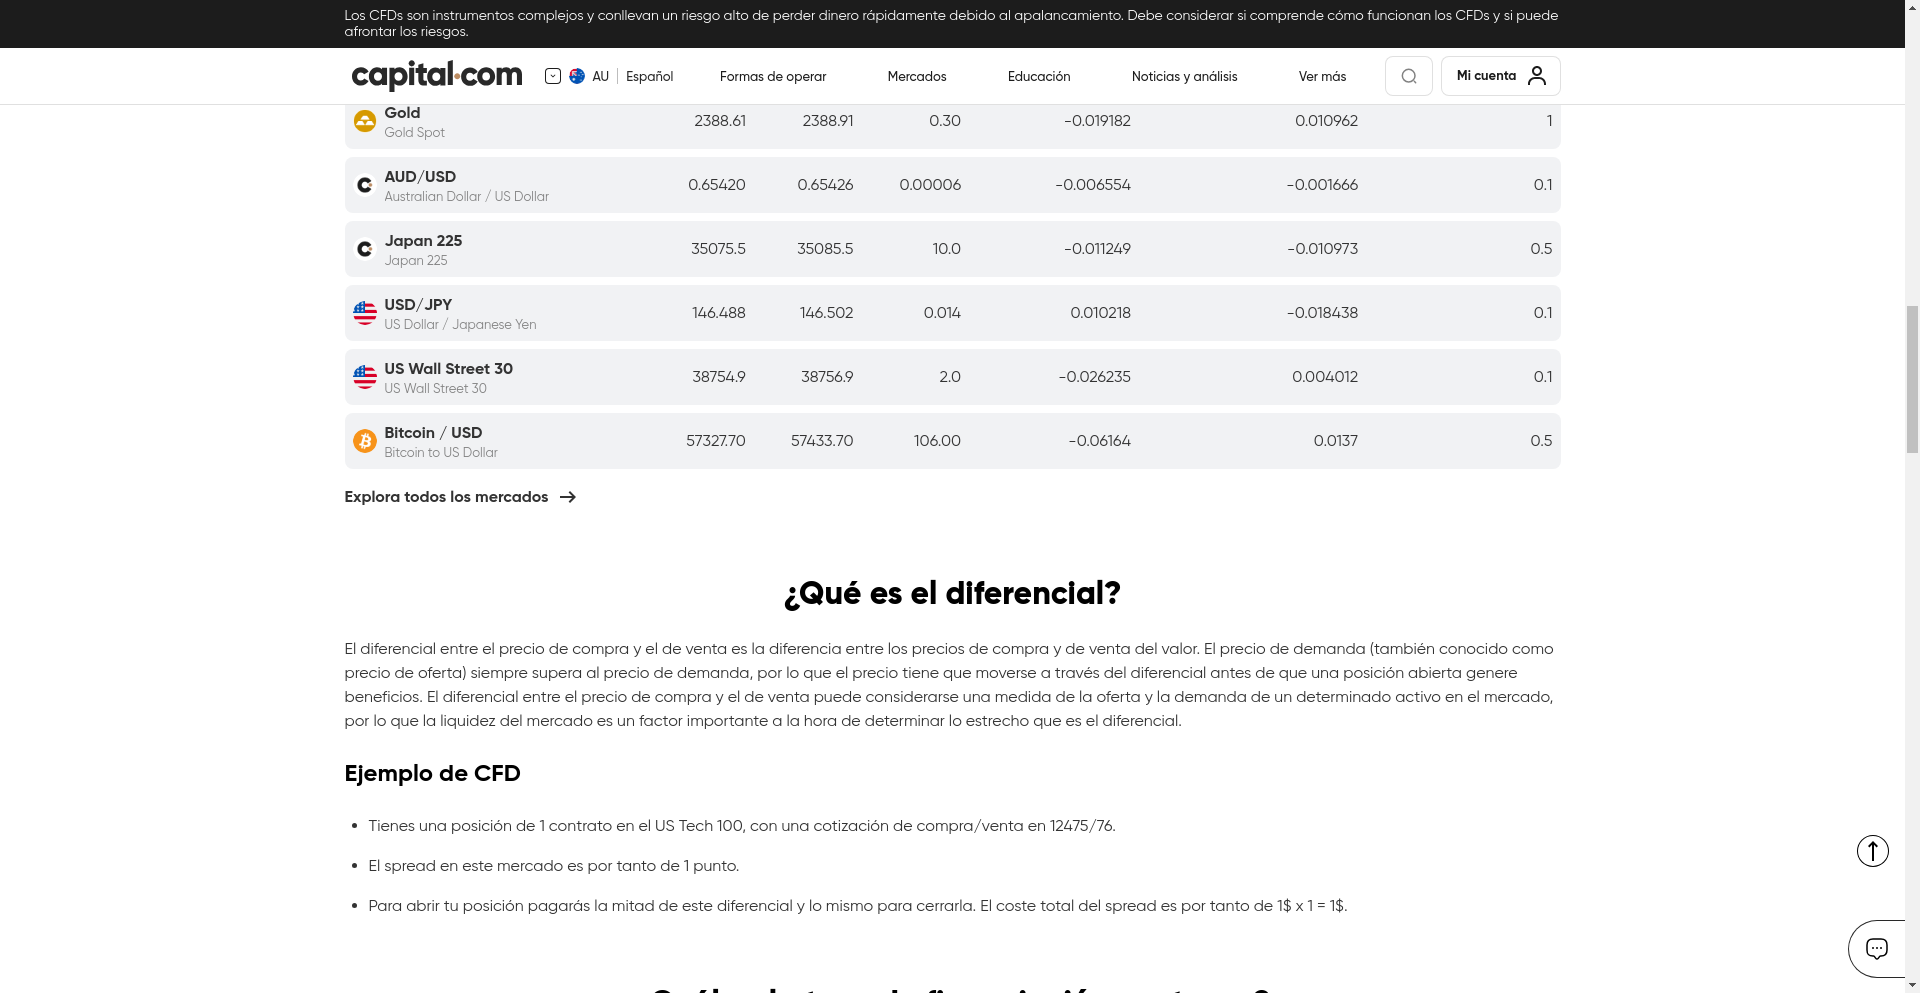 Los CFDs son instrumentos complejos y conllevan un riesgo alto de perder dinero rápidamente debido al apalancamiento. Debe considerar si comprende cómo funcionan los CFDs y si puede
afrontar los riesgos.
capital.com AU Español Formas de operar Mercados Educación Noticias y análisis Ver más Mi cuenta
Gold
Gold Spot
2388.61 2388.91 0.30 -0.019182 0.010962 1
AUD/USD
Australian Dollar / US Dollar
0.65420 0.65426 0.00006 -0.006554 -0.001666 0.1
Japan 225
Japan 225
35075.5 35085.5 10.0 -0.011249 -0.010973 0.5
USD/JPY
US Dollar / Japanese Yen
146.488 146.502 0.014 0.010218 -0.018438 0.1
US Wall Street 30
US Wall Street 30
38754.9 38756.9 2.0 -0.026235 0.004012 0.1
Bitcoin / USD
Bitcoin to US Dollar
57327.70 57433.70 106.00 -0.06164 0.0137 0.5
Explora todos los mercados
¿Qué es el diferencial?
El diferencial entre el precio de compra y el de venta es la diferencia entre los precios de compra y de venta del valor. El precio de demanda (también conocido como
precio de oferta) siempre supera al precio de demanda, por lo que el precio tiene que moverse a través del diferencial antes de que una posición abierta genere
beneficios. El diferencial entre el precio de compra y el de venta puede considerarse una medida de la oferta y la demanda de un determinado activo en el mercado,
por lo que la liquidez del mercado es un factor importante a la hora de determinar lo estrecho que es el diferencial.
Ejemplo de CFD
• Tienes una posición de 1 contrato en el US Tech 100, con una cotización de compra/venta en 12475/76.
• El spread en este mercado es por tanto de 1 punto.
• Para abrir tu posición pagarás la mitad de este diferencial y lo mismo para cerrarla. El coste total del spread es por tanto de 1$ x 1 = 1$.